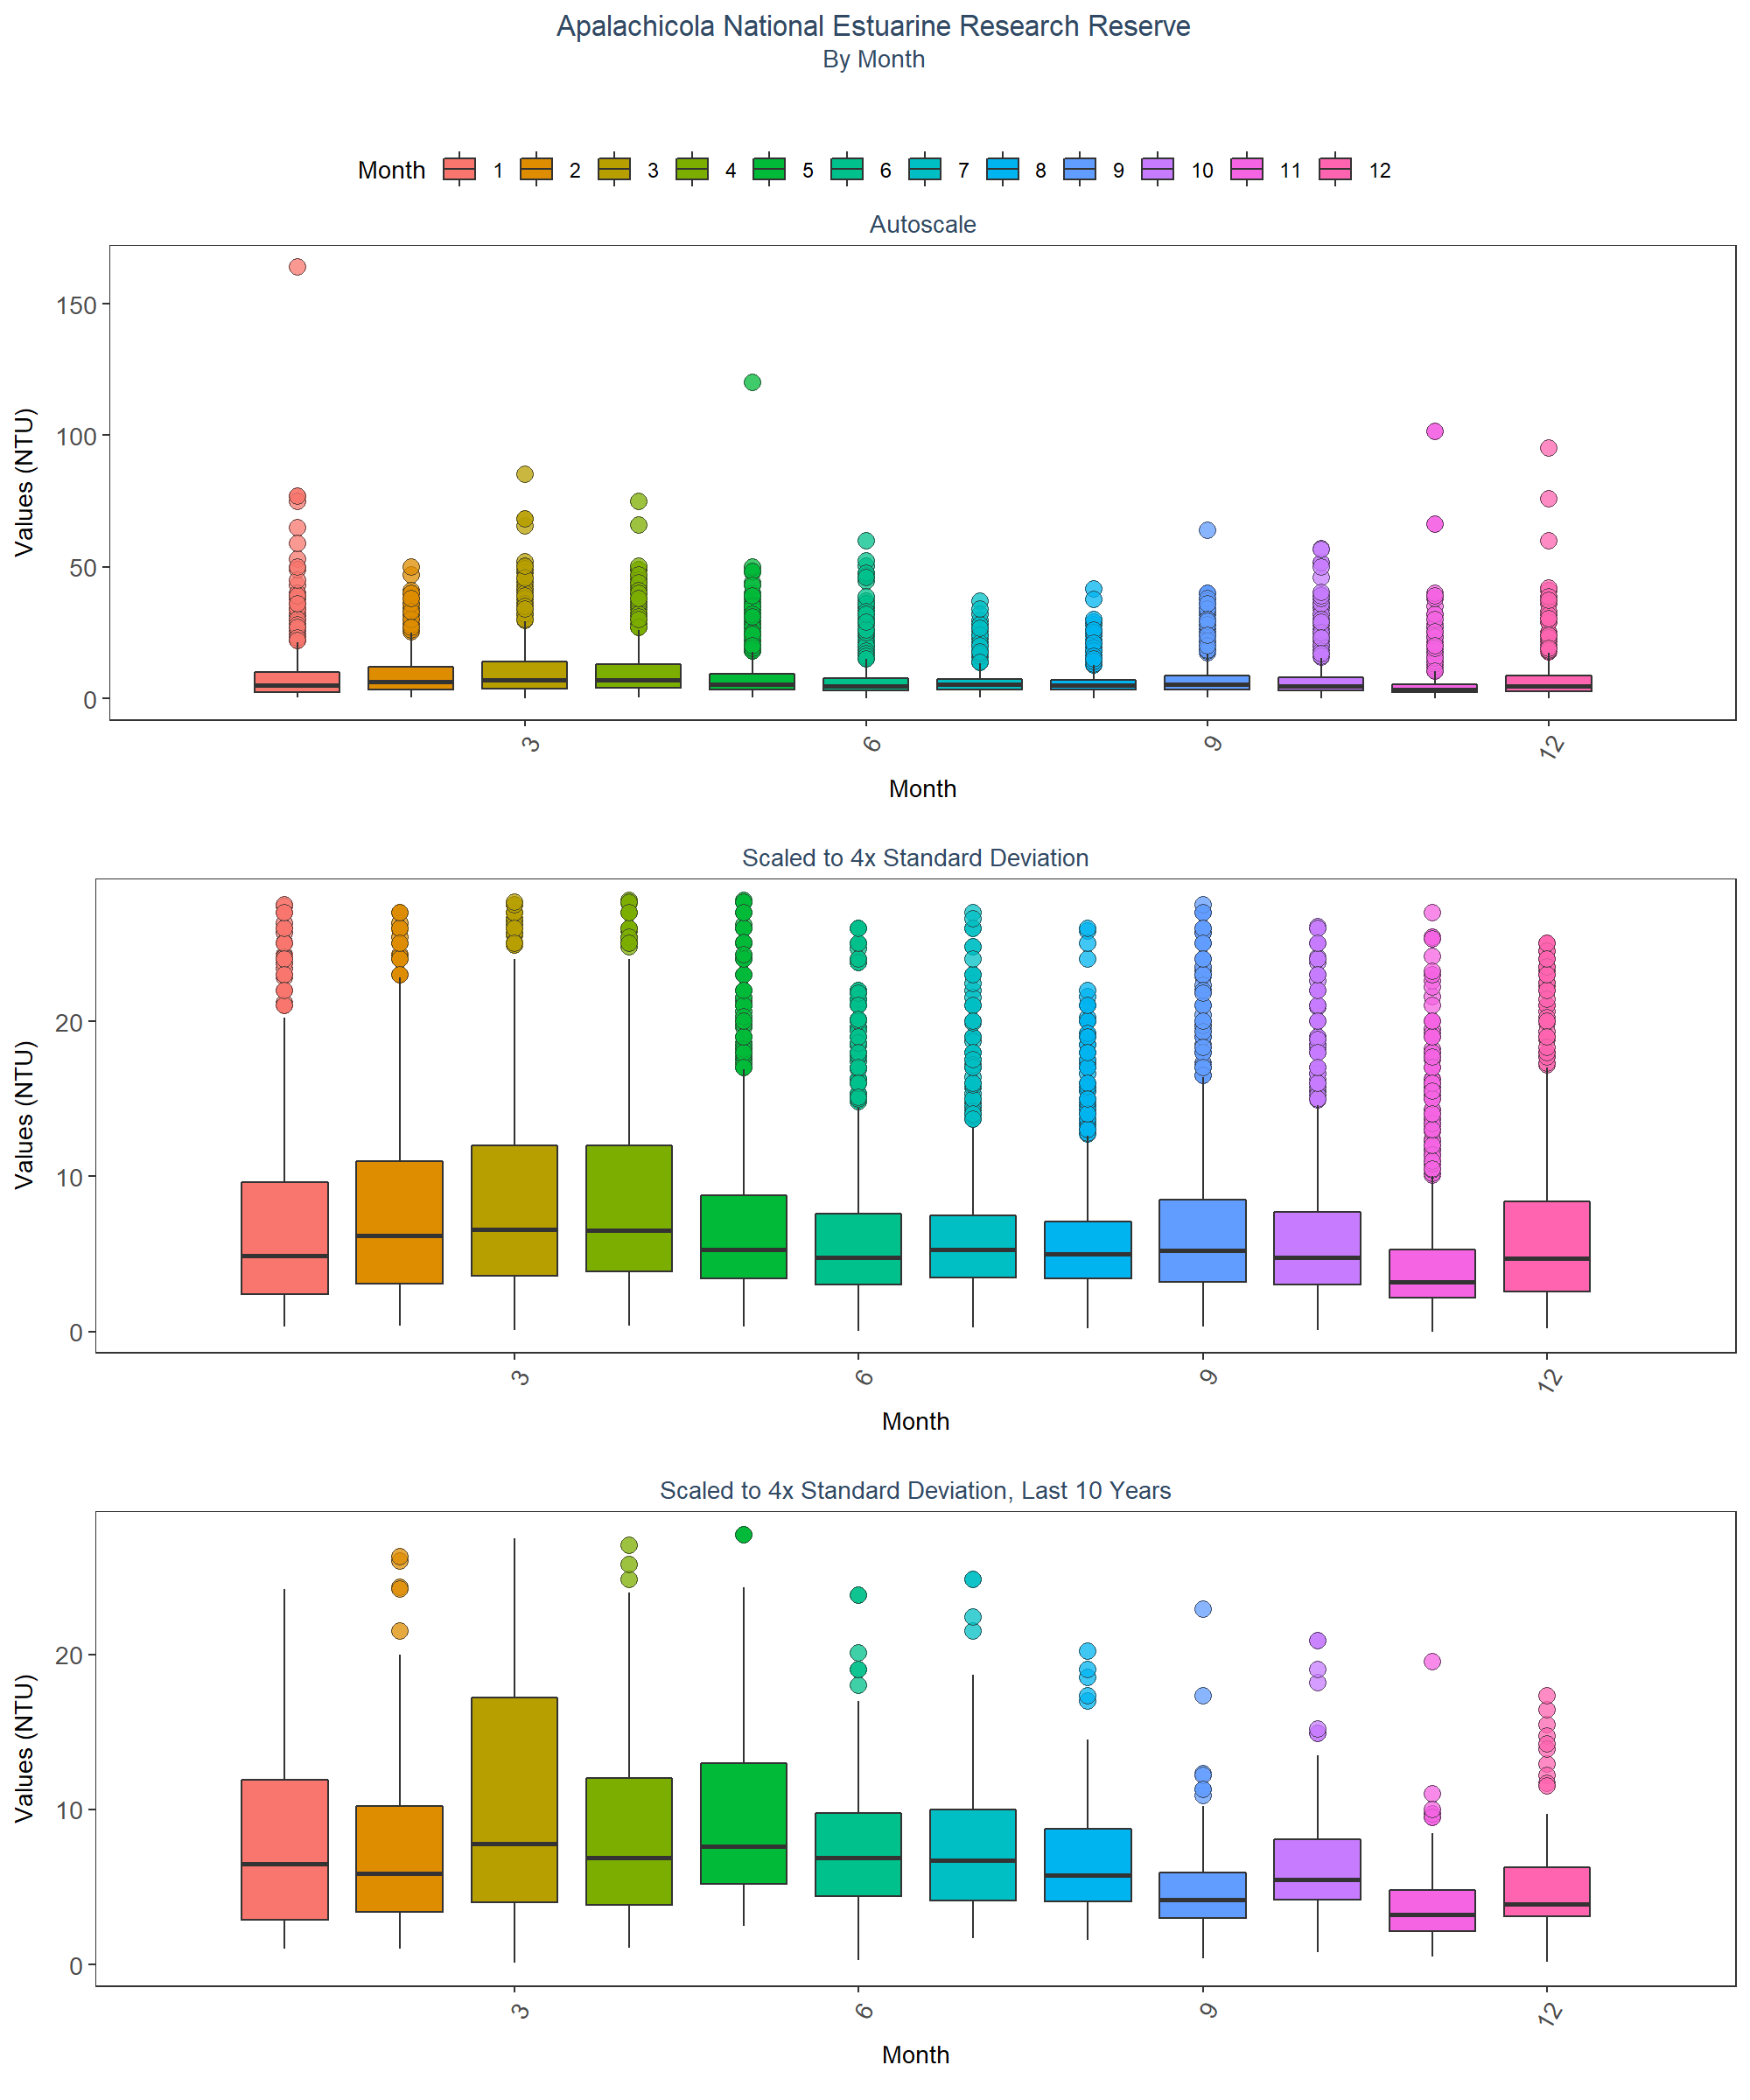 Apalachicola National Estuarine Research Reserve
By Month
Month 1 2 3 4 5 6 7 8 9 10 11 12
Autoscale
Values (NTU)
150
100
50
0
3 6 9 12
Month
Scaled to 4x Standard Deviation
Values (NTU)
20
10
0
3 6 9 12
Month
Scaled to 4x Standard Deviation, Last 10 Years
Values (NTU)
20
10
0
3 6 9 12
Month